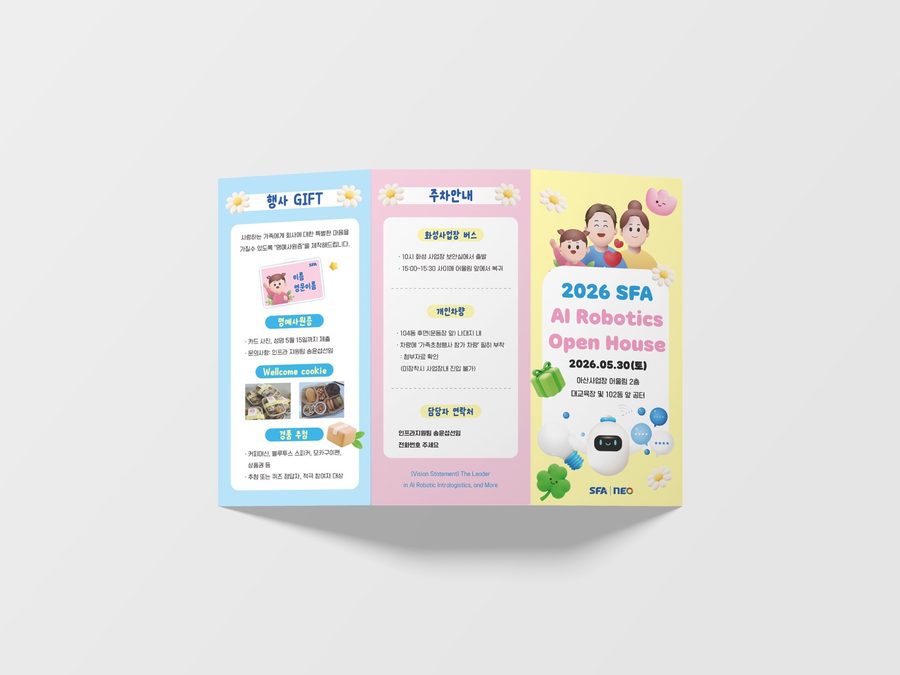 행사 GIFT
사랑하는 가족에게 회사에 대한 특별한 마음을
가질수 있도록 "명예사원증"을 제작해드립니다.
SFA
이름
영문이름
명예사원증
· 카드 사진, 성명 5월 15일까지 제출
· 문의사항: 인프라 지원팀 송윤섭선임
Wellcome cookie
경품 추첨
· 커피머신, 블루투스 스피커, 모카구이팬,
상품권 등
· 추첨 또는 퀴즈 정답자, 적극 참여자 대상
주차안내
화성사업장 버스
· 10시 화성 사업장 보안실에서 출발
· 15:00~15:30 사이에 어울림 앞에서 복귀
개인차량
· 104동 후면(운동장 앞) 나대지 내
· 차량에 '가족초청행사 참가 차량' 필히 부착
: 첨부자료 확인
(미장착시 사업장내 진입 불가)
담당자 연락처
인프라지원팀 송윤섭선임
전화번호 주세요
[Vision Statement] The Leader
in AI Robotic Intralogistics, and More
2026 SFA
AI Robotics
Open House
2026.05.30(토)
아산사업장 어울림 2층
대교육장 및 102동 앞 공터
SFA | NEO